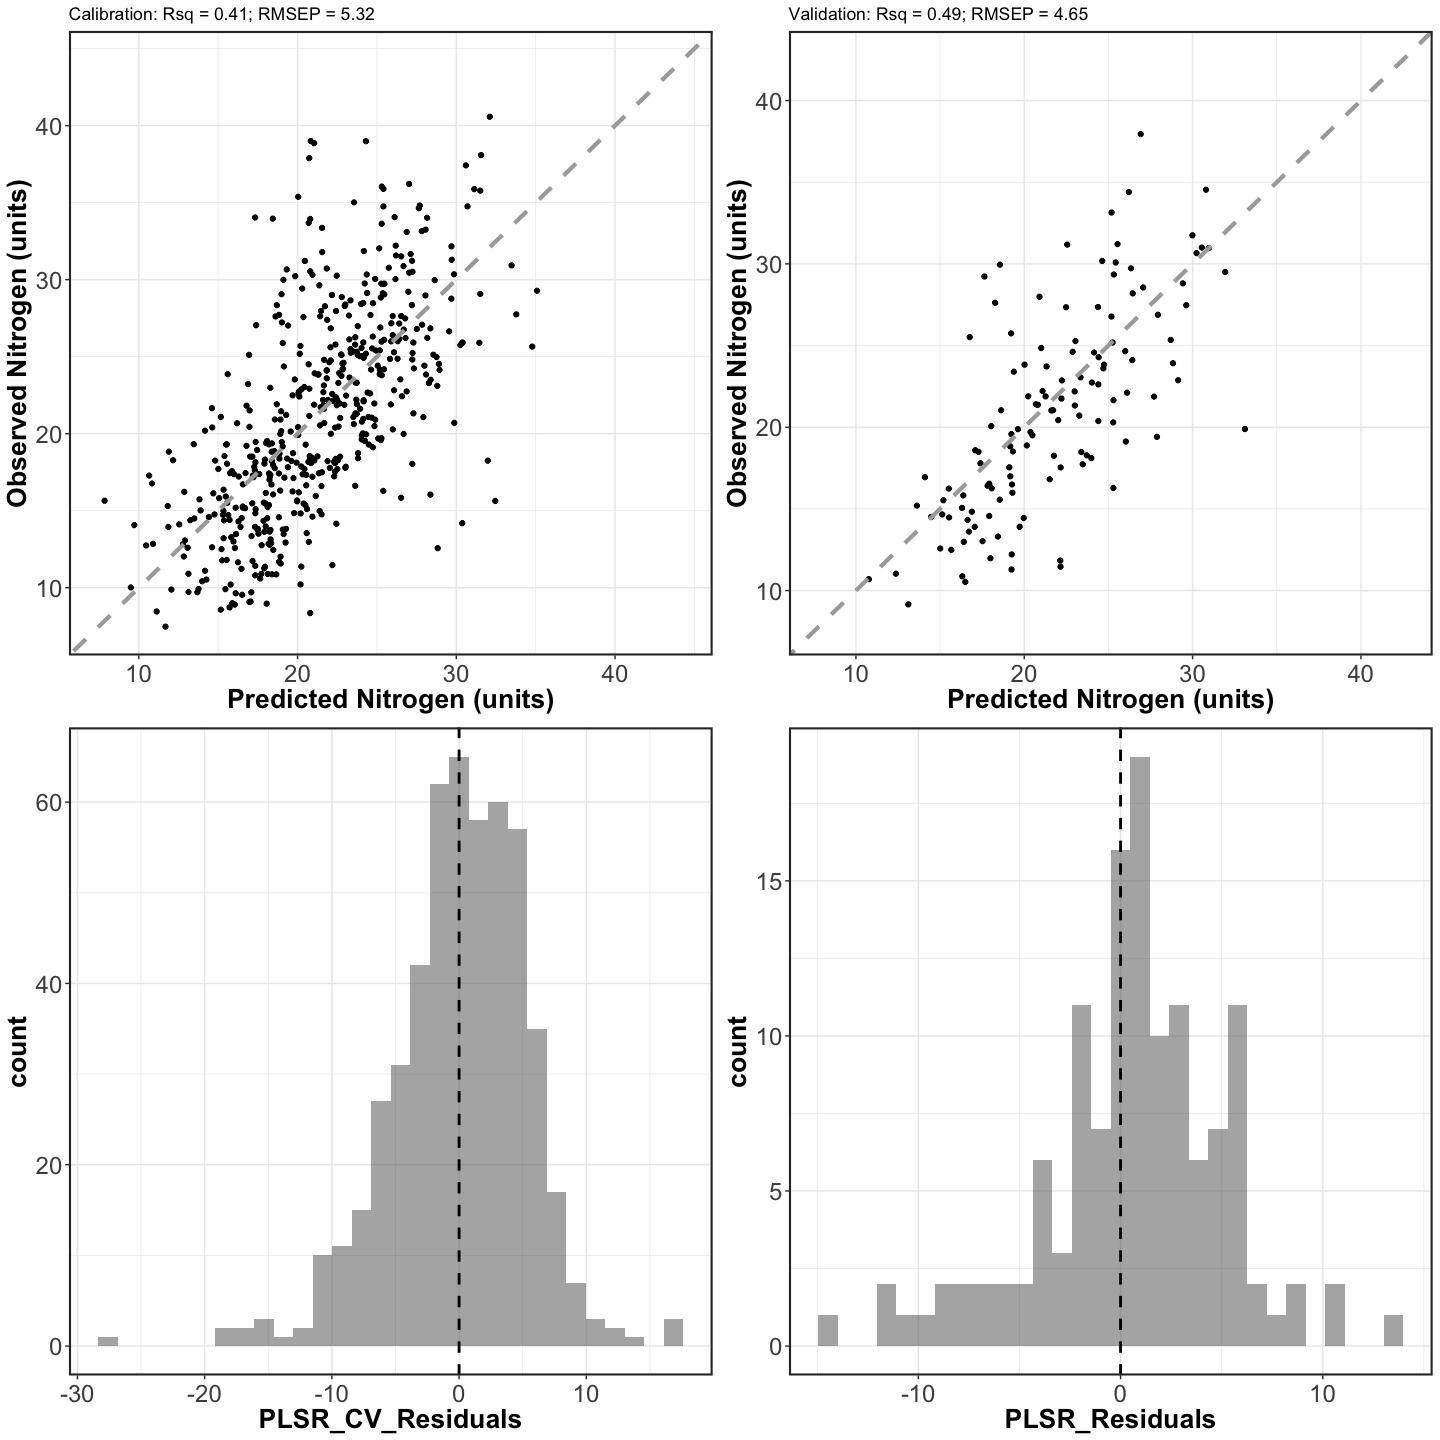 Calibration: Rsq = 0.41; RMSEP = 5.32
Observed Nitrogen (units)
40
30
20
10
10 20 30 40
Predicted Nitrogen (units)
Validation: Rsq = 0.49; RMSEP = 4.65
Observed Nitrogen (units)
40
30
20
10
10 20 30 40
Predicted Nitrogen (units)
count
60
40
20
0
-30 -20 -10 0 10
PLSR_CV_Residuals
count
15
10
5
0
-10 0 10
PLSR_Residuals